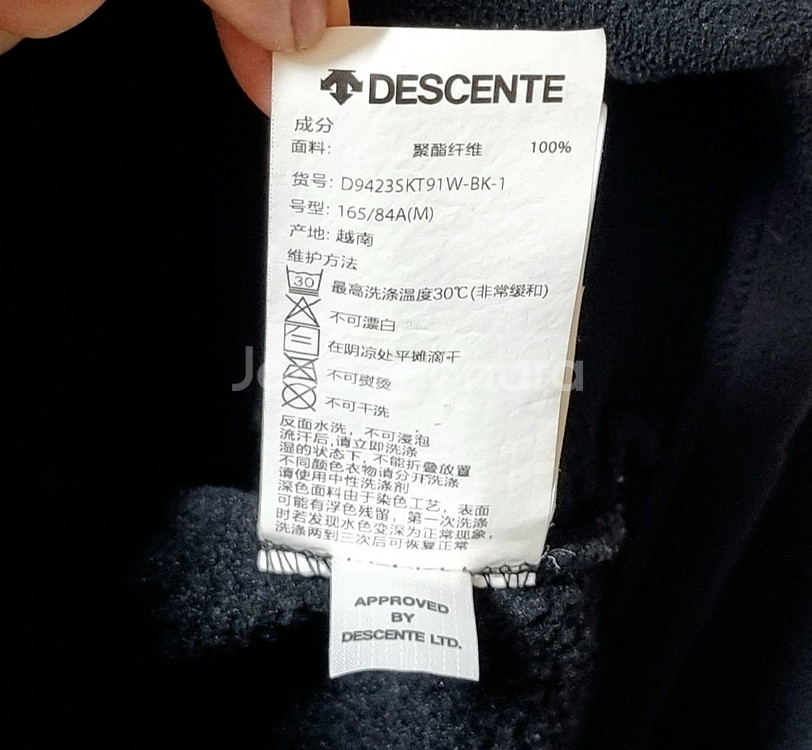 DESCENTE
成分
面料: 聚酯纤维 100%
货号: D9423SKT91W-BK-1
号型: 165/84A(M)
产地: 越南
维护方法
30 最高洗涤温度30℃(非常缓和)
不可漂白
在阴凉处平摊滴干
不可熨烫
不可干洗
反面水洗，不可浸泡
流汗后,请立即洗涤
湿的状态下，不能折叠放置
不同颜色衣物请分开洗涤
请使用中性洗涤剂
深色面料由于染色工艺，表面
可能有浮色残留，第一次洗涤
时若发现水色变深为正常现象，
洗涤两到三次后可恢复正常
APPROVED
BY
DESCENTE LTD.